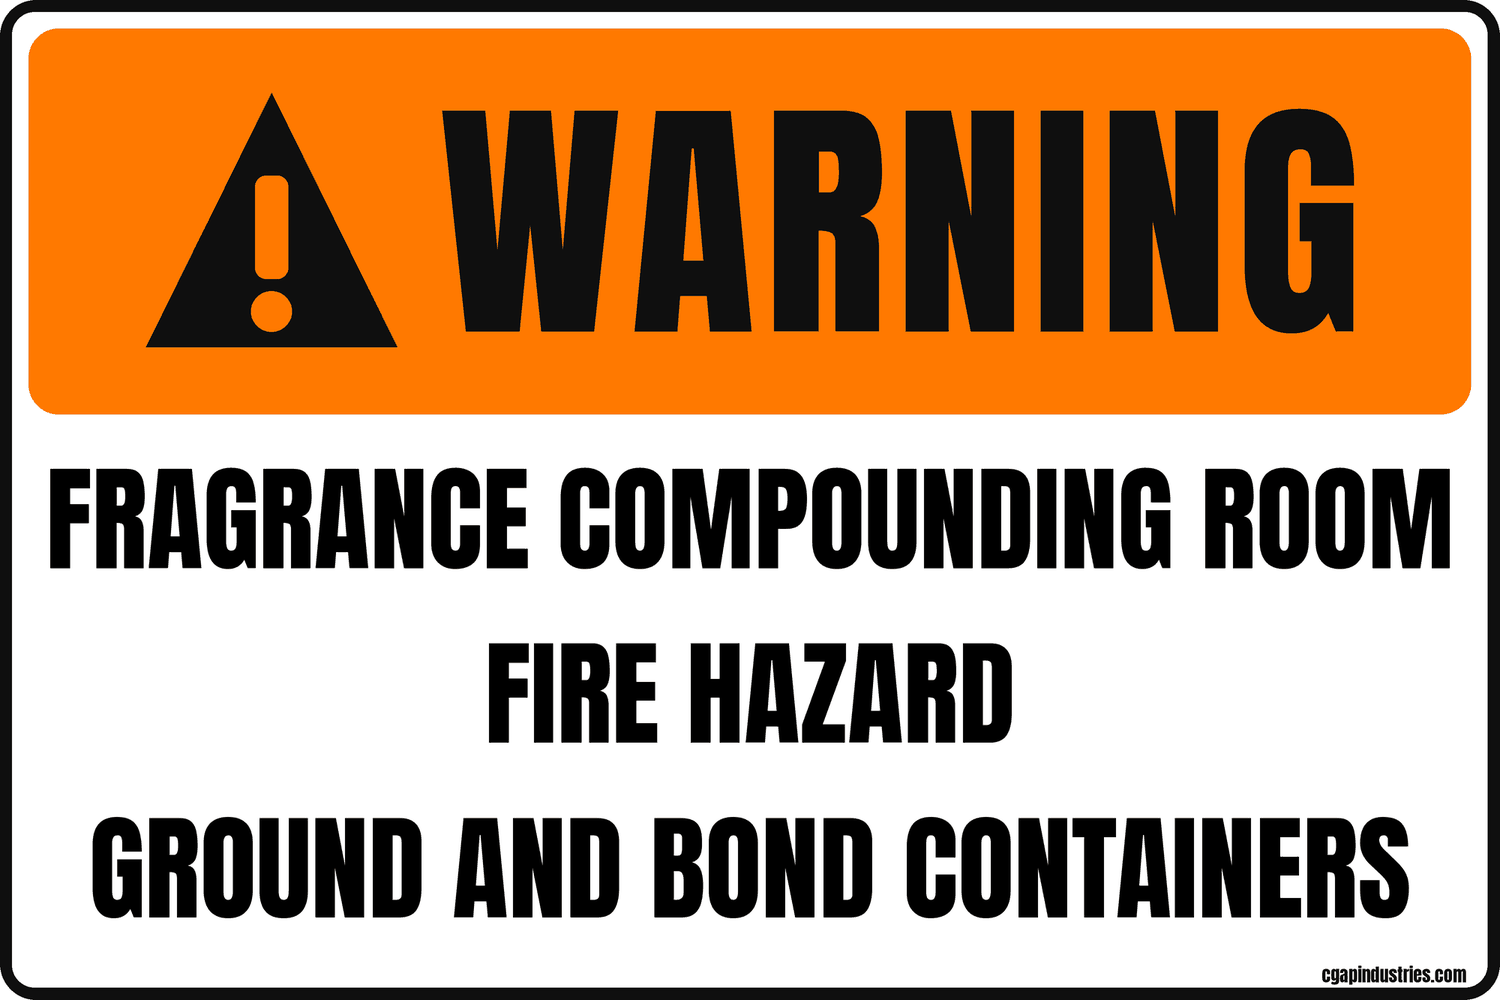 WARNING
FRAGRANCE COMPOUNDING ROOM
FIRE HAZARD
GROUND AND BOND CONTAINERS
cgapindustries.com